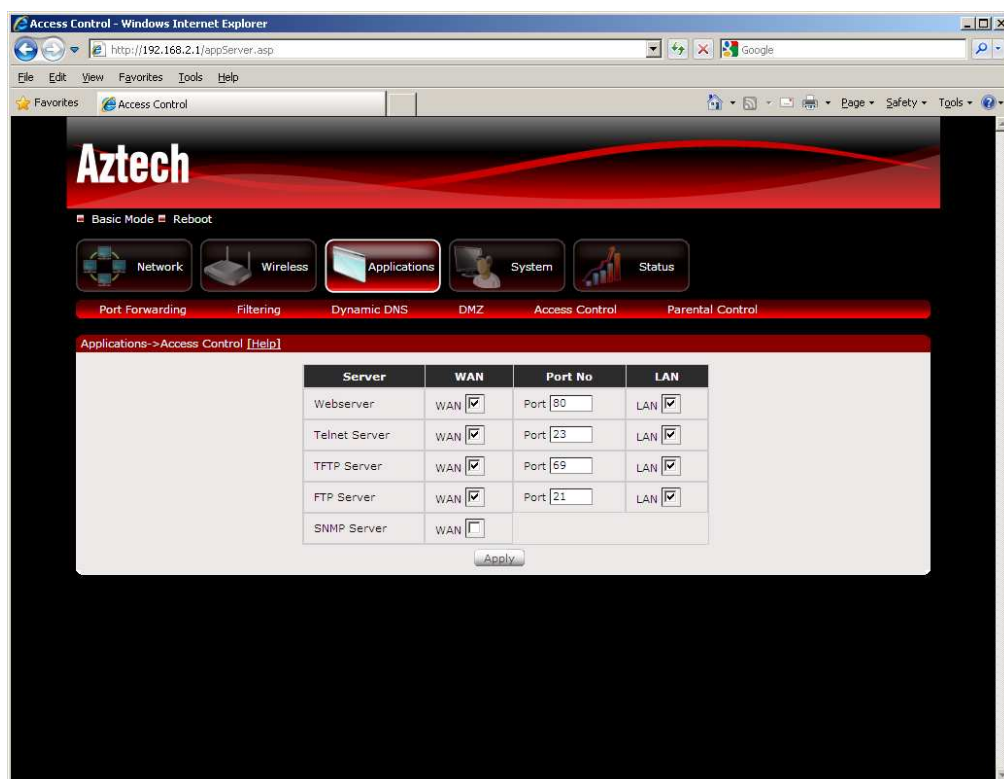 Access Control - Windows Internet Explorer
http://192.168.2.1/appServer.asp
Google
File Edit View Favorites Tools Help
Favorites Access Control Page Safety Tools
Aztech
Basic Mode Reboot
Network Wireless Applications System Status
Port Forwarding Filtering Dynamic DNS DMZ Access Control Parental Control
Applications->Access Control [Help]
Server WAN Port No LAN
Webserver WAN Port 80 LAN
Telnet Server WAN Port 23 LAN
TFTP Server WAN Port 69 LAN
FTP Server WAN Port 21 LAN
SNMP Server WAN
Apply